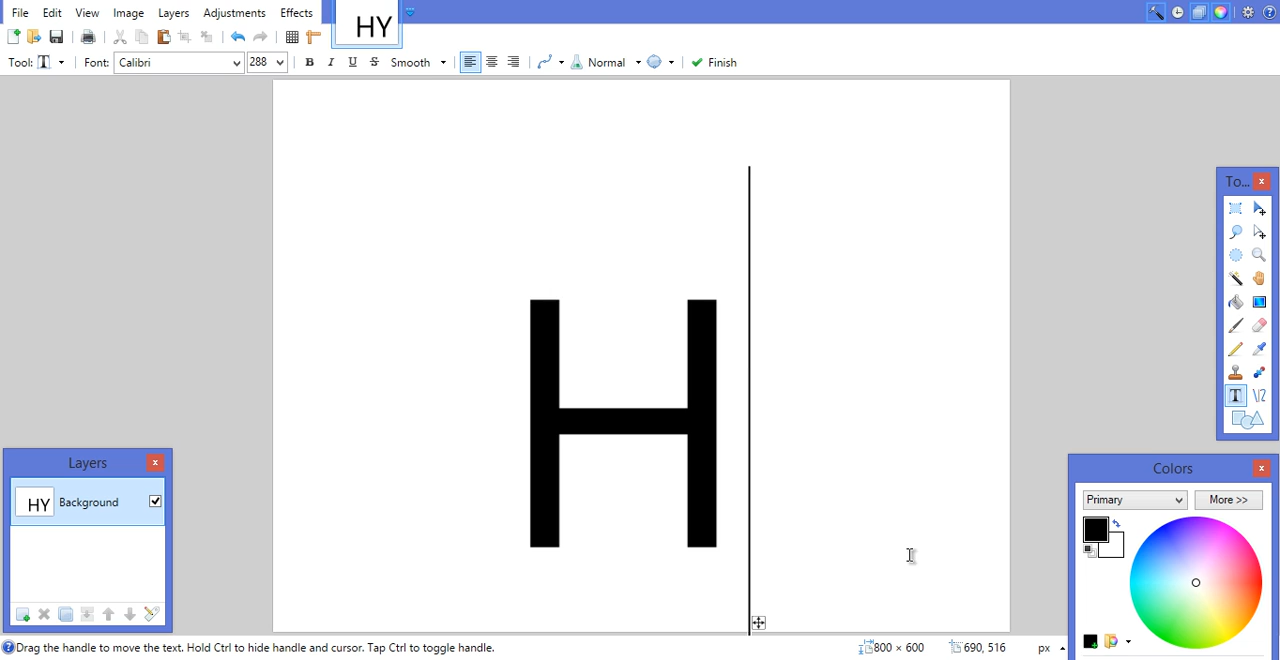 File Edit View Image Layers Adjustments Effects
HY
Tool: T Font: Calibri 288 B I U S Smooth Normal Finish
H
To...
T
Layers
HY Background
Colors
Primary More >>
Drag the handle to move the text. Hold Ctrl to hide handle and cursor. Tap Ctrl to toggle handle. 800 × 600 690, 516 px